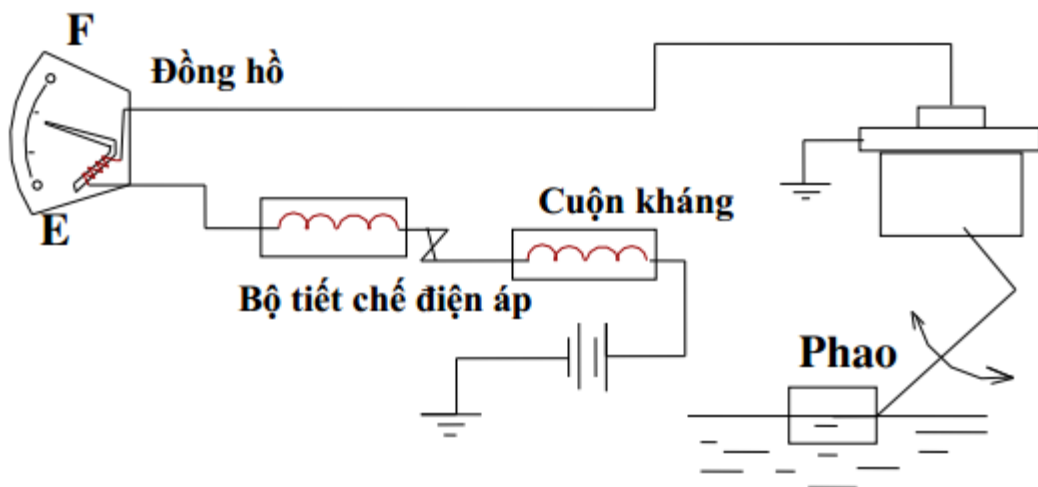 F
Đồng hồ
E
Cuộn kháng
Bộ tiết chế điện áp
Phao